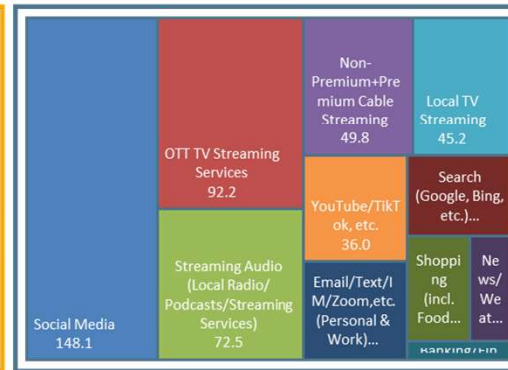 Social Media
148.1
OTT TV Streaming
Services
92.2
Streaming Audio
(Local Radio/
Podcasts/Streaming
Services)
72.5
Non-
Premium+Pre
mium Cable
Streaming
49.8
Local TV
Streaming
45.2
YouTube/TikT
ok, etc.
36.0
Search
(Google, Bing,
etc.)...
Email/Text/I
M/Zoom,etc.
(Personal &
Work)...
Shoppi
ng
(incl.
Food...
Ne
ws/
We
at...